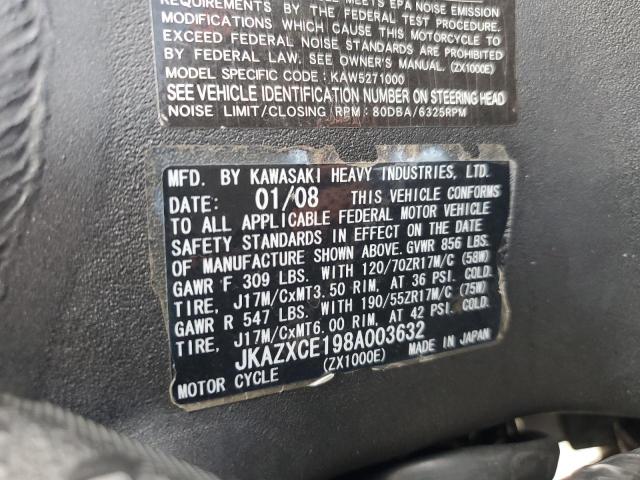 MEETS EPA NOISE EMISSION
REQUIREMENTS BY THE FEDERAL TEST PROCEDURE.
MODIFICATIONS WHICH CAUSE THIS MOTORCYCLE TO
EXCEED FEDERAL NOISE STANDARDS ARE PROHIBITED
BY FEDERAL LAW. SEE OWNER'S MANUAL. (ZX1000E)
MODEL SPECIFIC CODE : KAW5271000
SEE VEHICLE IDENTIFICATION NUMBER ON STEERING HEAD
NOISE LIMIT/CLOSING RPM : 80DBA/6325RPM
MFD. BY KAWASAKI HEAVY INDUSTRIES, LTD.
DATE: 01/08 THIS VEHICLE CONFORMS
TO ALL APPLICABLE FEDERAL MOTOR VEHICLE
SAFETY STANDARDS IN EFFECT ON THE DATE
OF MANUFACTURE SHOWN ABOVE. GVWR 856 LBS.
GAWR F 309 LBS. WITH 120/70ZR17M/C (58W)
TIRE, J17M/CxMT3.50 RIM, AT 36 PSI. COLD.
GAWR R 547 LBS. WITH 190/55ZR17M/C (75W)
TIRE, J17M/CxMT6.00 RIM, AT 42 PSI. COLD.
JKAZXCE198A003632
MOTOR CYCLE (ZX1000E) MADE IN JAPAN